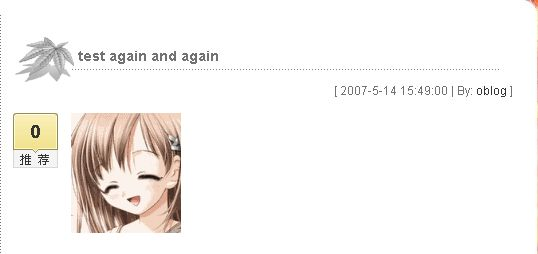 test again and again
[ 2007-5-14 15:49:00 | By: oblog ]
0
推 荐